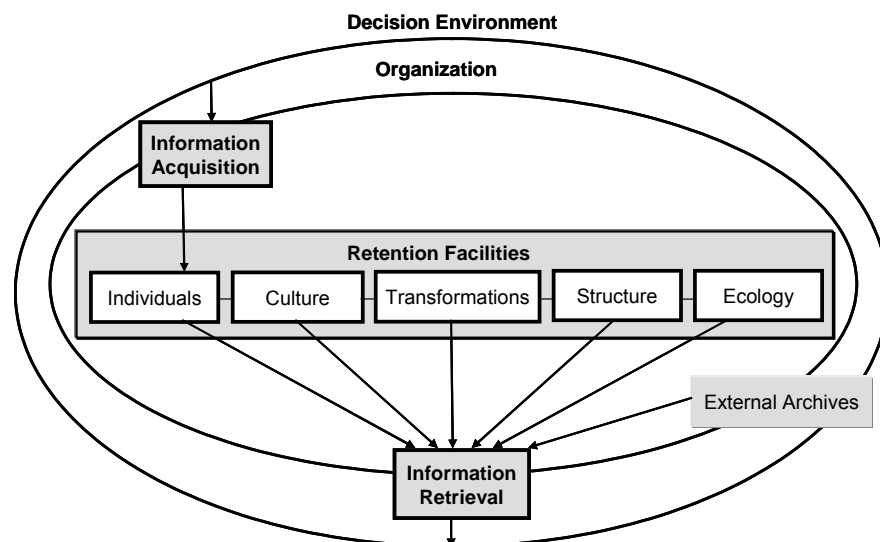 Decision Environment
Organization
Information
Acquisition
Retention Facilities
Individuals
Culture
Transformations
Structure
Ecology
External Archives
Information
Retrieval